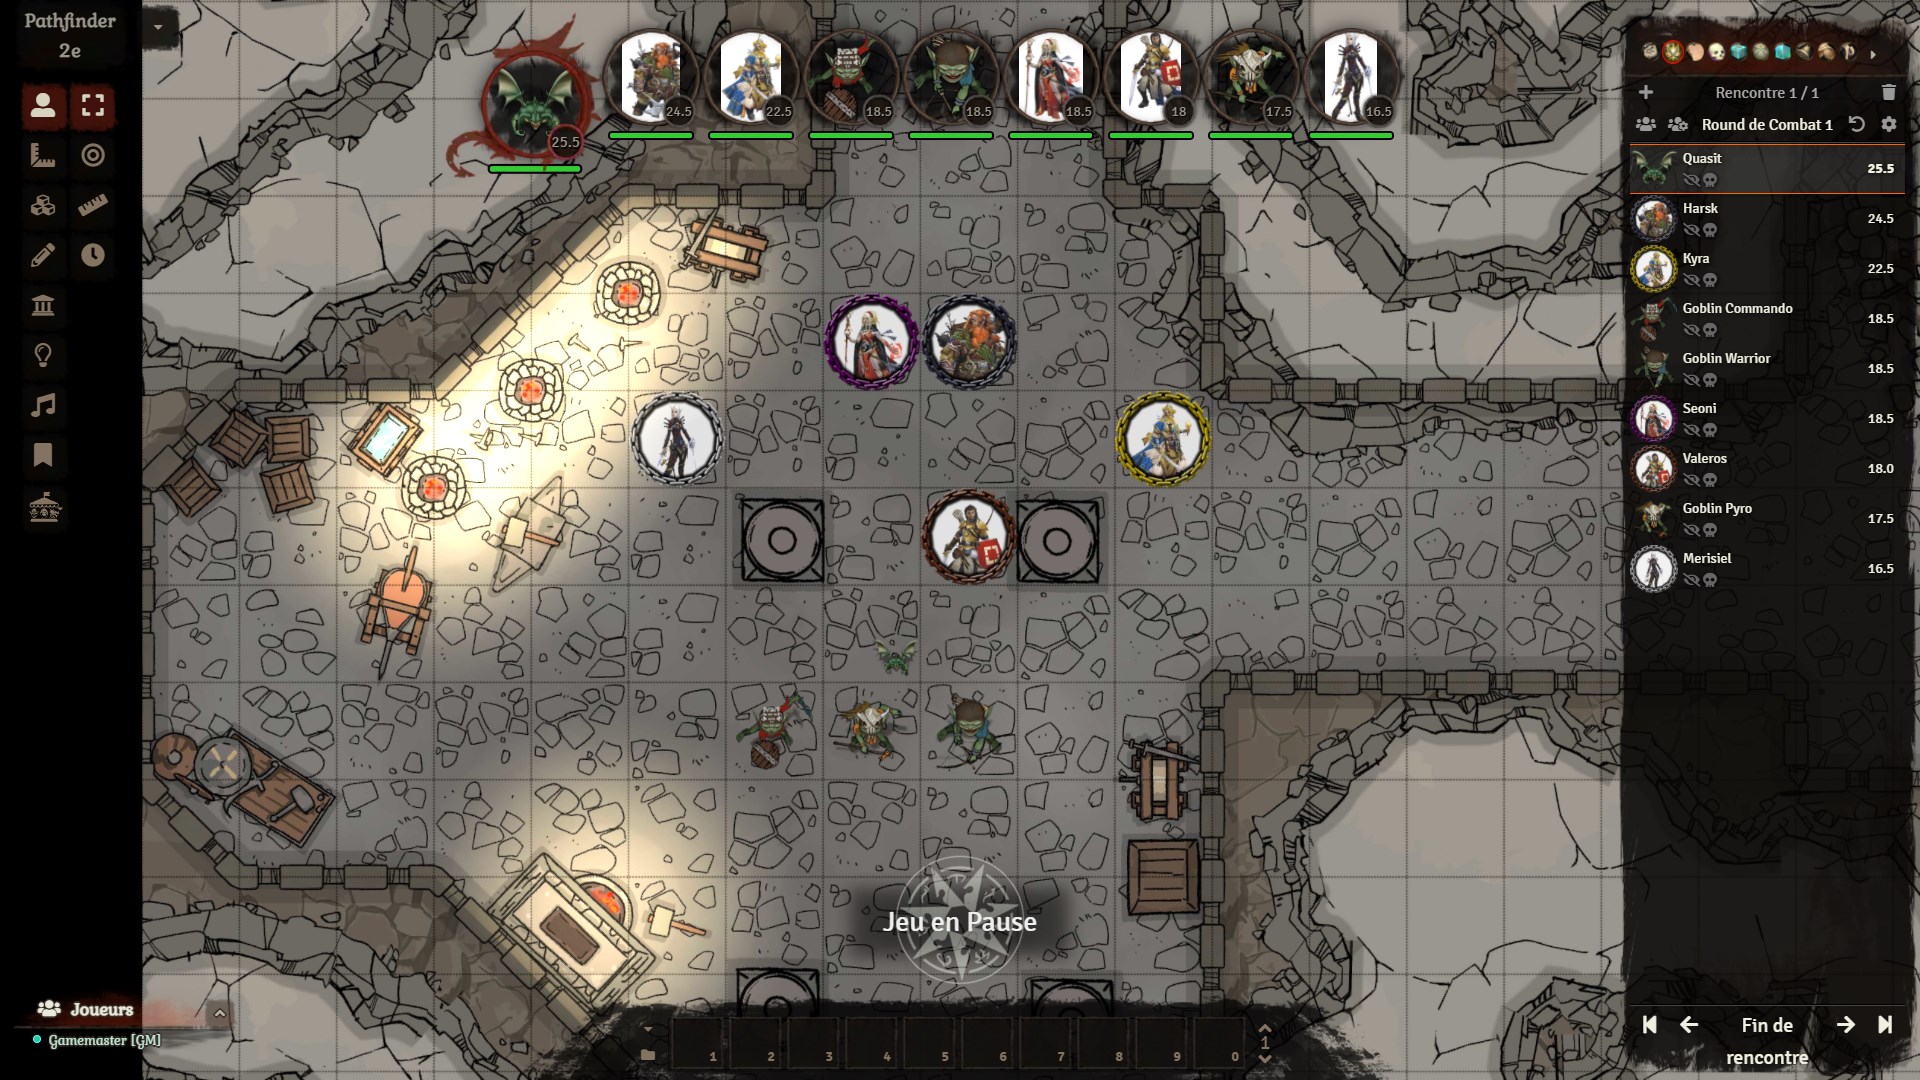 Pathfinder
2e
25.5
24.5
22.5
18.5
18.5
18.5
18
17.5
16.5
Rencontre 1 / 1
Round de Combat 1
Quasit
25.5
Harsk
24.5
Kyra
22.5
Goblin Commando
18.5
Goblin Warrior
18.5
Seoni
18.5
Valeros
18.0
Goblin Pyro
17.5
Merisiel
16.5
Jeu en Pause
Joueurs
Gamemaster [GM]
1
2
3
4
5
6
7
8
9
0
1
Fin de
rencontre